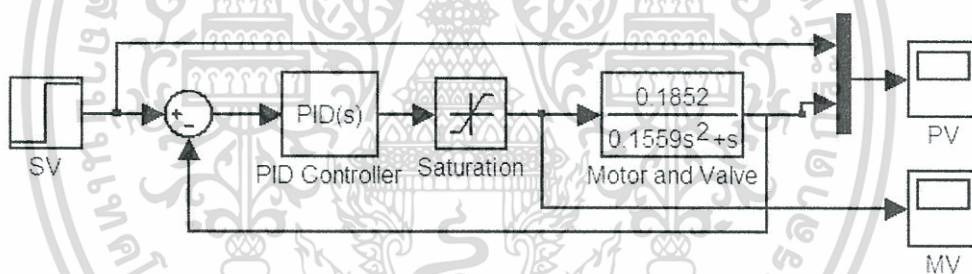 SV
+
−
PID(s)
PID Controller
Saturation
0.1852
0.1559s²+s
Motor and Valve
PV
MV